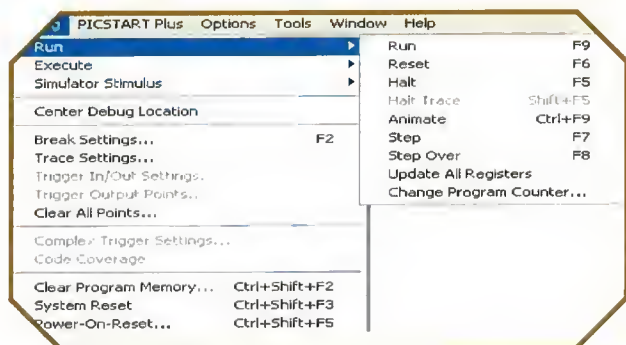 g PICSTART Plus Options Tools Window Help
Run
Execute
Simulator Stimulus
Center Debug Location
Break Settings... F2
Trace Settings...
Trigger In/Out Settings.
Trigger Output Points..
Clear All Points...
Complex Trigger Settings...
Code Coverage
Clear Program Memory... Ctrl+Shift+F2
System Reset Ctrl+Shift+F3
Power-On-Reset... Ctrl+Shift+F5
Run F9
Reset F6
Halt F5
Halt Trace Shift+F5
Animate Ctrl+F9
Step F7
Step Over F8
Update All Registers
Change Program Counter...